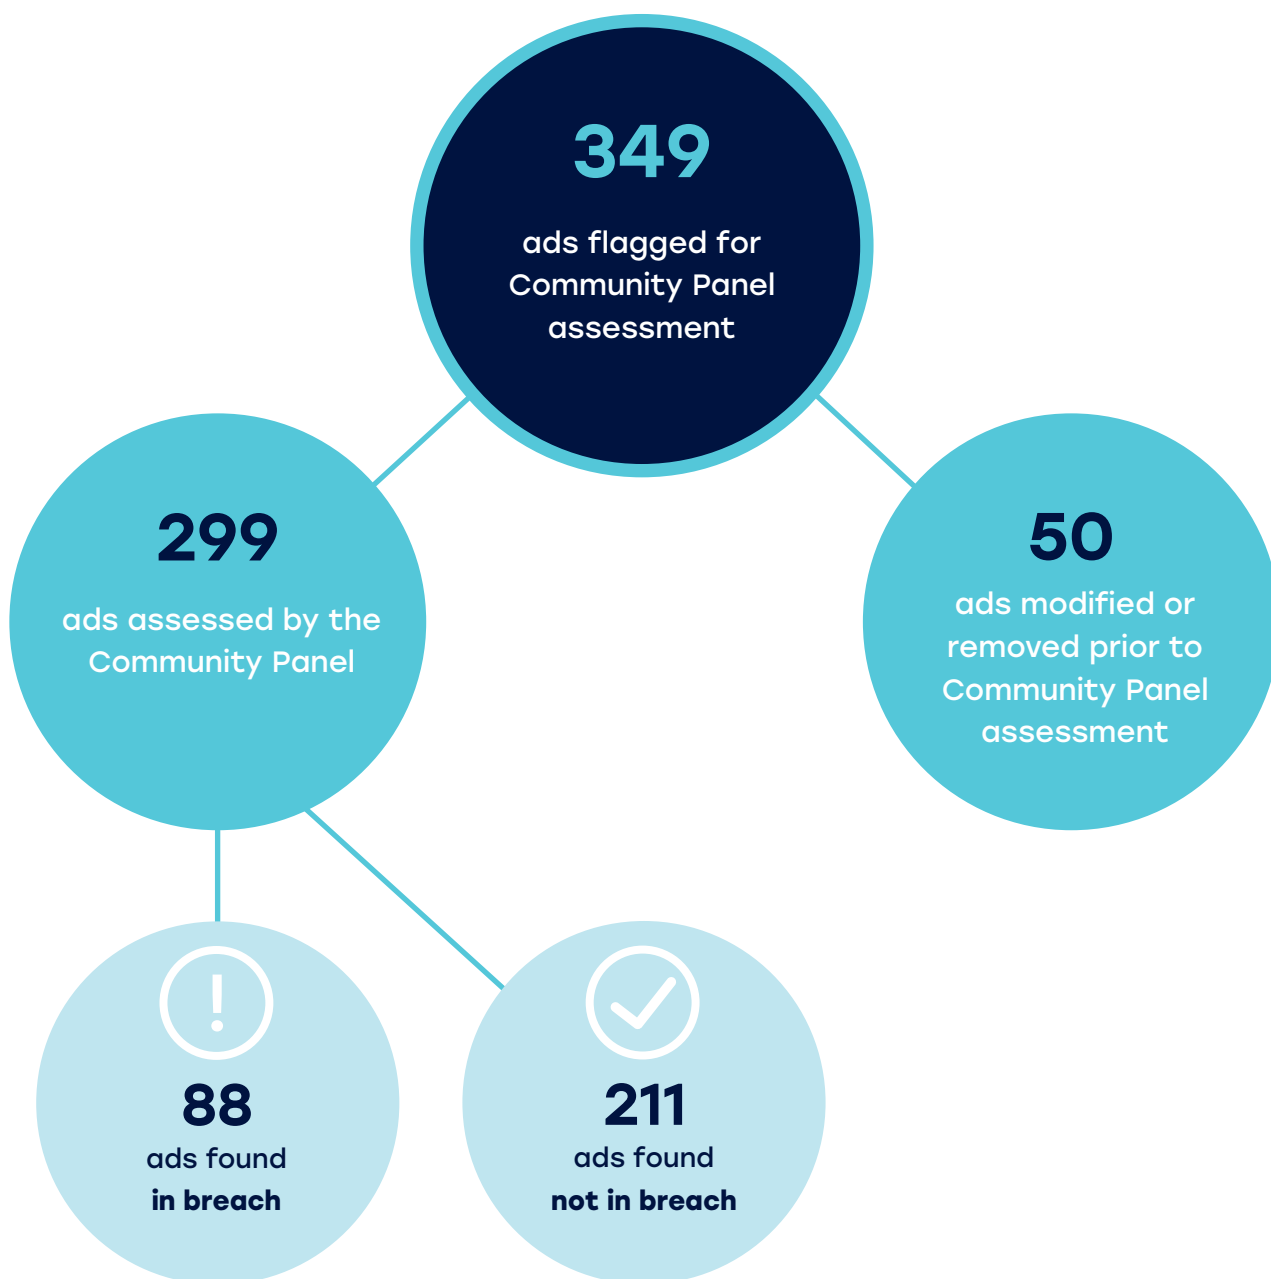 349
ads flagged for
Community Panel
assessment
299
ads assessed by the
Community Panel
50
ads modified or
removed prior to
Community Panel
assessment
!
88
ads found
in breach
211
ads found
not in breach